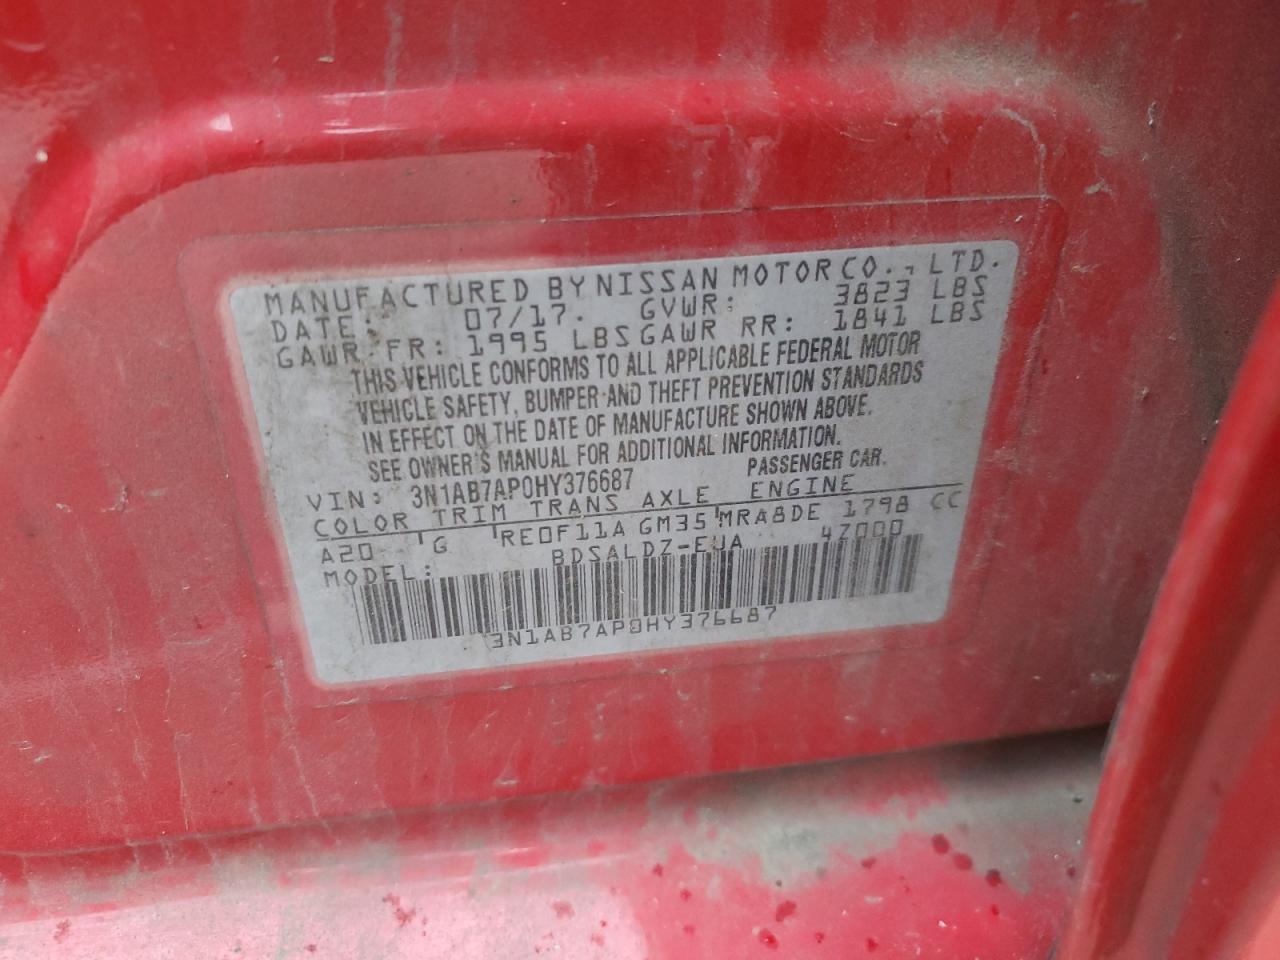 MANUFACTURED BY NISSAN MOTOR CO., LTD.
DATE: 07/17. GVWR: 3823 LBS
GAWR FR: 1995 LBS GAWR RR: 1841 LBS
THIS VEHICLE CONFORMS TO ALL APPLICABLE FEDERAL MOTOR
VEHICLE SAFETY, BUMPER AND THEFT PREVENTION STANDARDS
IN EFFECT ON THE DATE OF MANUFACTURE SHOWN ABOVE.
SEE OWNER'S MANUAL FOR ADDITIONAL INFORMATION.
VIN: 3N1AB7AP0HY376687 PASSENGER CAR.
COLOR TRIM TRANS AXLE ENGINE
A20 G RE0F11A GM35 MRA8DE 1798 CC
MODEL: BDSALDZ-EUA 4Z000
3N1AB7AP0HY376687